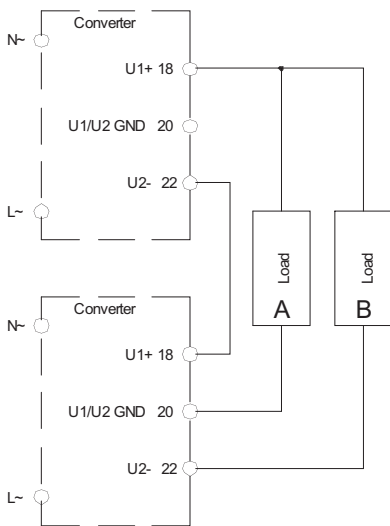 Converter
N~
U1+ 18
U1/U2 GND 20
U2- 22
L~
Load
A
Load
B
Converter
N~
U1+ 18
U1/U2 GND 20
U2- 22
L~